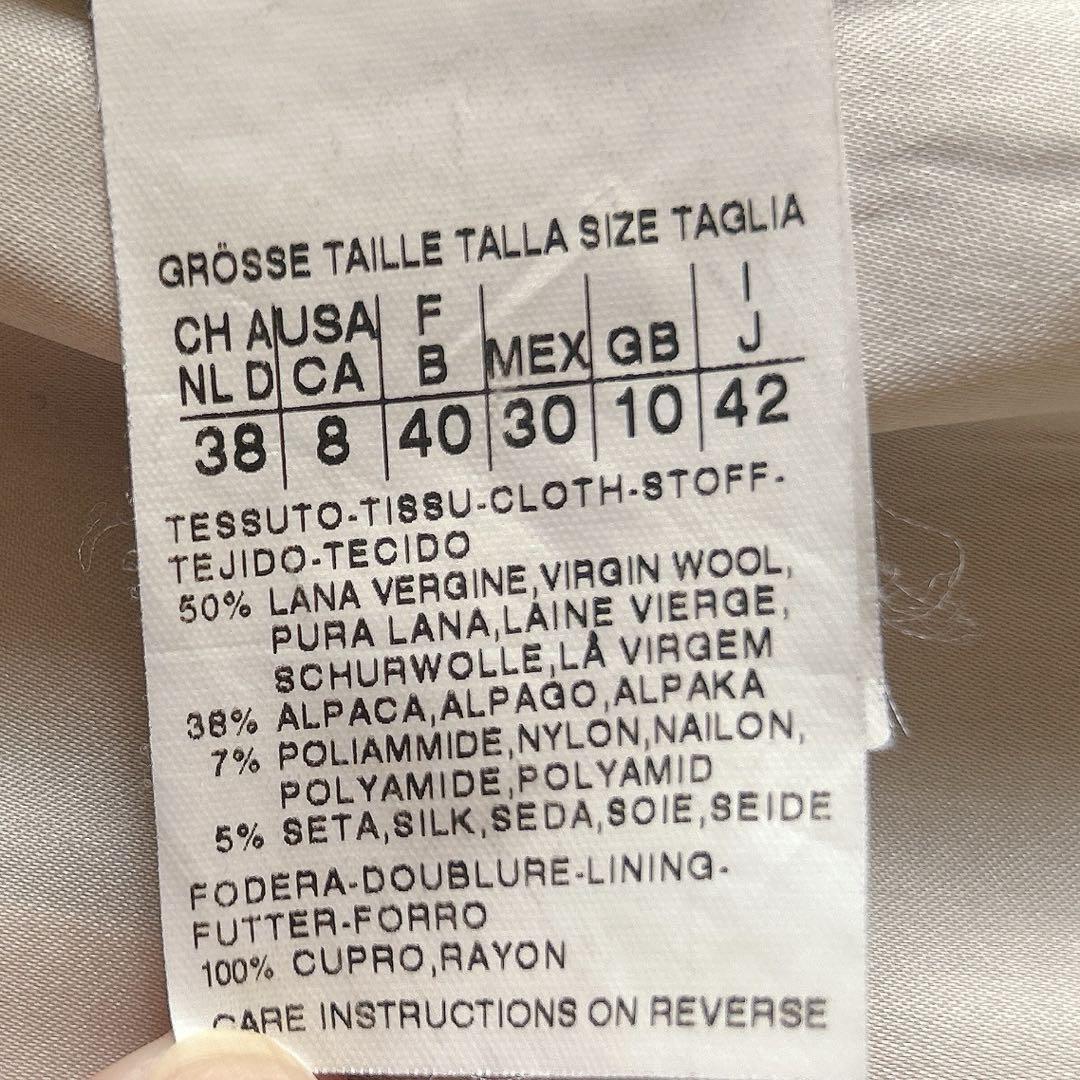 GRÖSSE TAILLE TALLA SIZE TAGLIA
CH A USA F MEX GB I
NL D CA B J
38 8 40 30 10 42
TESSUTO-TISSU-CLOTH-STOFF-
TEJIDO-TECIDO
50% LANA VERGINE,VIRGIN WOOL,
PURA LANA,LAINE VIERGE,
SCHURWOLLE,LÂ VIRGEM
38% ALPACA,ALPAGO,ALPAKA
7% POLIAMMIDE,NYLON,NAILON,
POLYAMIDE,POLYAMID
5% SETA,SILK,SEDA,SOIE,SEIDE
FODERA-DOUBLURE-LINING-
FUTTER-FORRO
100% CUPRO,RAYON
CARE INSTRUCTIONS ON REVERSE